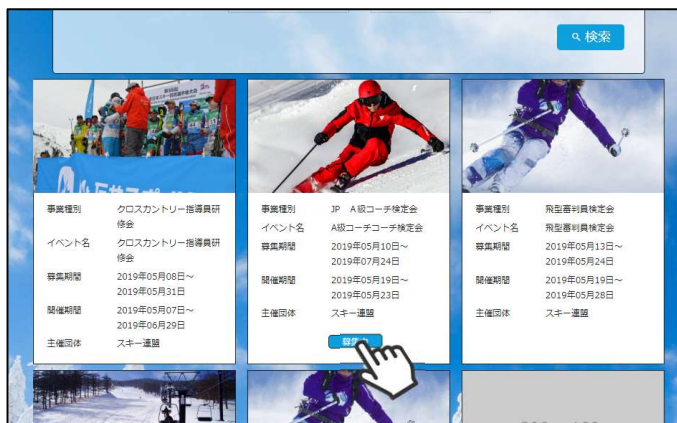 検索
事業種別 クロスカントリー指導員研
修会
イベント名 クロスカントリー指導員研
修会
募集期間 2019年05月08日～
2019年05月31日
開催期間 2019年05月07日～
2019年06月29日
主催団体 スキー連盟
事業種別 JP A級コーチ検定会
イベント名 A級コーチコーチ検定会
募集期間 2019年05月10日～
2019年07月24日
開催期間 2019年05月19日～
2019年05月23日
主催団体 スキー連盟
募集中
事業種別 飛型審判員検定会
イベント名 飛型審判員検定会
募集期間 2019年05月13日～
2019年05月24日
開催期間 2019年05月19日～
2019年05月28日
主催団体 スキー連盟